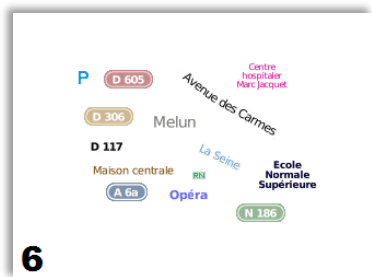 Centre
hospitaler
Marc Jacquet
P
D 605
Avenue des Carmes
D 306
Melun
D 117
La Seine
Maison centrale
RN
Ecole
Normale
Supérieure
A 6a
Opéra
N 186
6